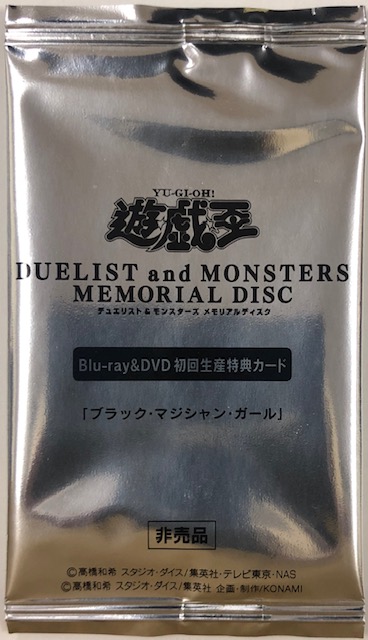 YU-GI-OH!
遊戯王
DUELIST and MONSTERS
MEMORIAL DISC
デュエリスト&モンスターズ メモリアルディスク
Blu-ray&DVD 初回生産特典カード
「ブラック・マジシャン・ガール」
非売品
©高橋和希 スタジオ・ダイス/集英社・テレビ東京・NAS
©高橋和希 スタジオ・ダイス/集英社 企画・制作/KONAMI